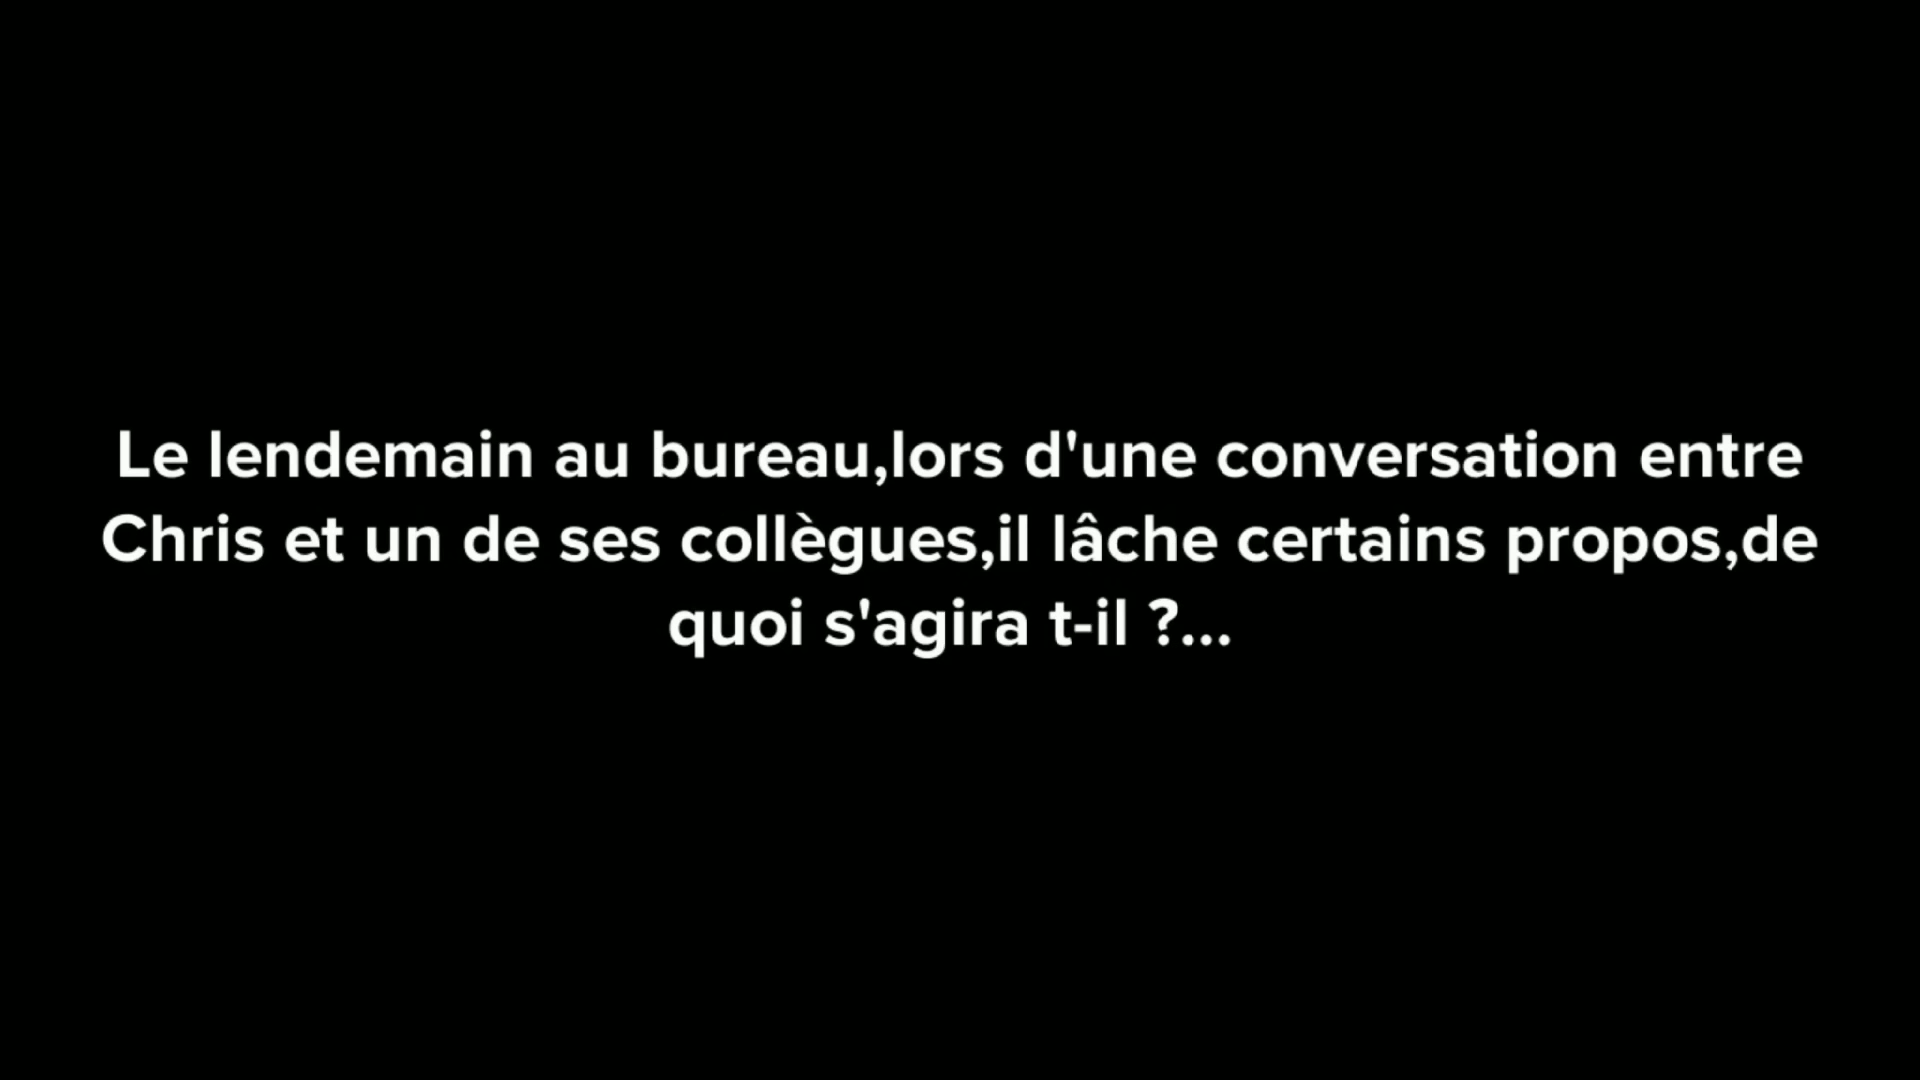 Le lendemain au bureau,lors d'une conversation entre
Chris et un de ses collègues,il lâche certains propos,de
quoi s'agira t-il ?...